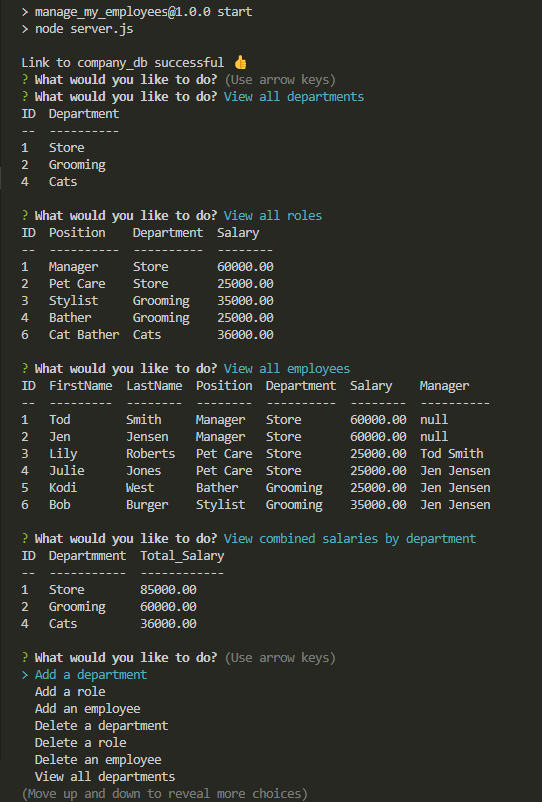 > manage_my_employees@1.0.0 start
> node server.js
Link to company_db successful 👍
? What would you like to do? (Use arrow keys)
? What would you like to do? View all departments
ID  Department
--  ----------
1   Store
2   Grooming
4   Cats
? What would you like to do? View all roles
ID  Position    Department  Salary
--  ----------  ----------  --------
1   Manager     Store       60000.00
2   Pet Care    Store       25000.00
3   Stylist     Grooming    35000.00
4   Bather      Grooming    25000.00
6   Cat Bather  Cats        36000.00
? What would you like to do? View all employees
ID  FirstName  LastName  Position  Department  Salary    Manager
--  ---------  --------  --------  ----------  --------  ----------
1   Tod        Smith     Manager   Store       60000.00  null
2   Jen        Jensen    Manager   Store       60000.00  null
3   Lily       Roberts   Pet Care  Store       25000.00  Tod Smith
4   Julie      Jones     Pet Care  Store       25000.00  Jen Jensen
5   Kodi       West      Bather    Grooming    25000.00  Jen Jensen
6   Bob        Burger    Stylist   Grooming    35000.00  Jen Jensen
? What would you like to do? View combined salaries by department
ID  Departmment  Total_Salary
--  -----------  ------------
1   Store        85000.00
2   Grooming     60000.00
4   Cats         36000.00
? What would you like to do? (Use arrow keys)
> Add a department
  Add a role
  Add an employee
  Delete a department
  Delete a role
  Delete an employee
  View all departments
(Move up and down to reveal more choices)